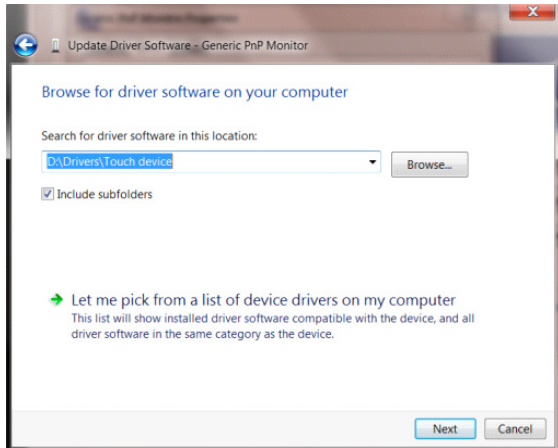 Update Driver Software - Generic PnP Monitor
Browse for driver software on your computer
Search for driver software in this location:
D:\Drivers\Touch device
Browse...
Include subfolders
Let me pick from a list of device drivers on my computer
This list will show installed driver software compatible with the device, and all
driver software in the same category as the device.
Next
Cancel